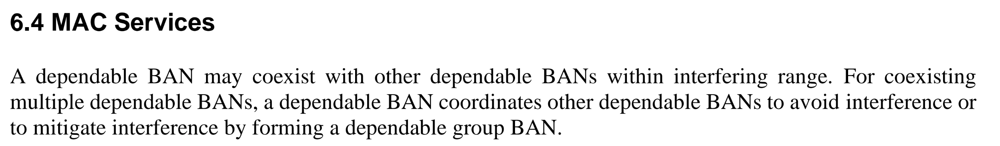 6.4 MAC Services
A dependable BAN may coexist with other dependable BANs within interfering range. For coexisting
multiple dependable BANs, a dependable BAN coordinates other dependable BANs to avoid interference or
to mitigate interference by forming a dependable group BAN.